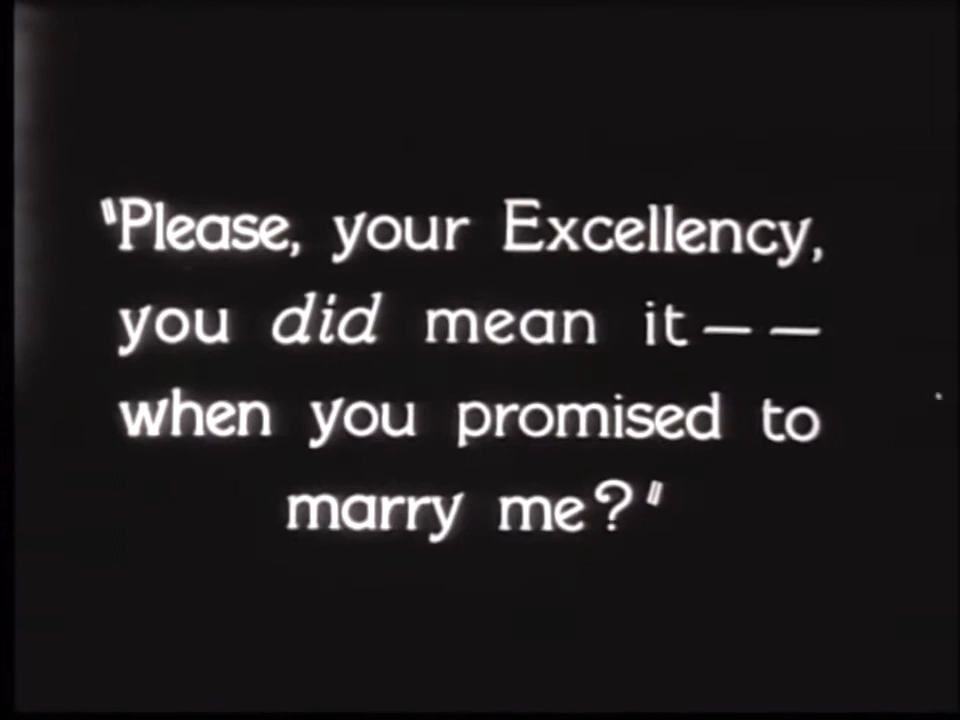 "Please, your Excellency,
you did mean it — —
when you promised to
marry me?"